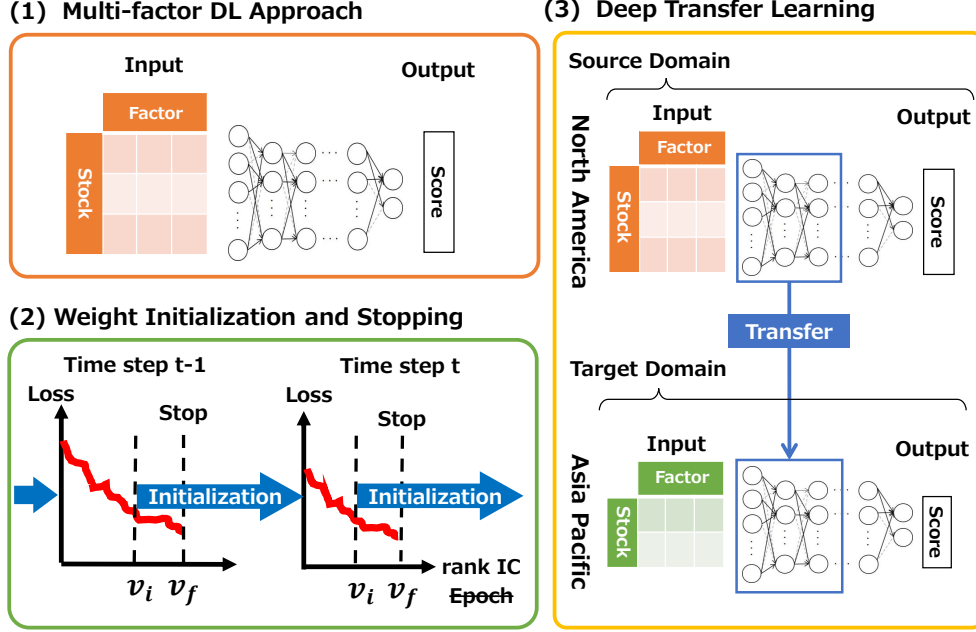 (1) Multi-factor DL Approach
Input
Output
Factor
Stock
Score
(2) Weight Initialization and Stopping
Time step t-1
Time step t
Loss
Stop
Loss
Stop
Initialization
Initialization
v_i
v_f
v_i
v_f
rank IC
Epoch
(3) Deep Transfer Learning
Source Domain
North America
Input
Output
Factor
Stock
Score
Transfer
Target Domain
Asia Pacific
Input
Output
Factor
Stock
Score